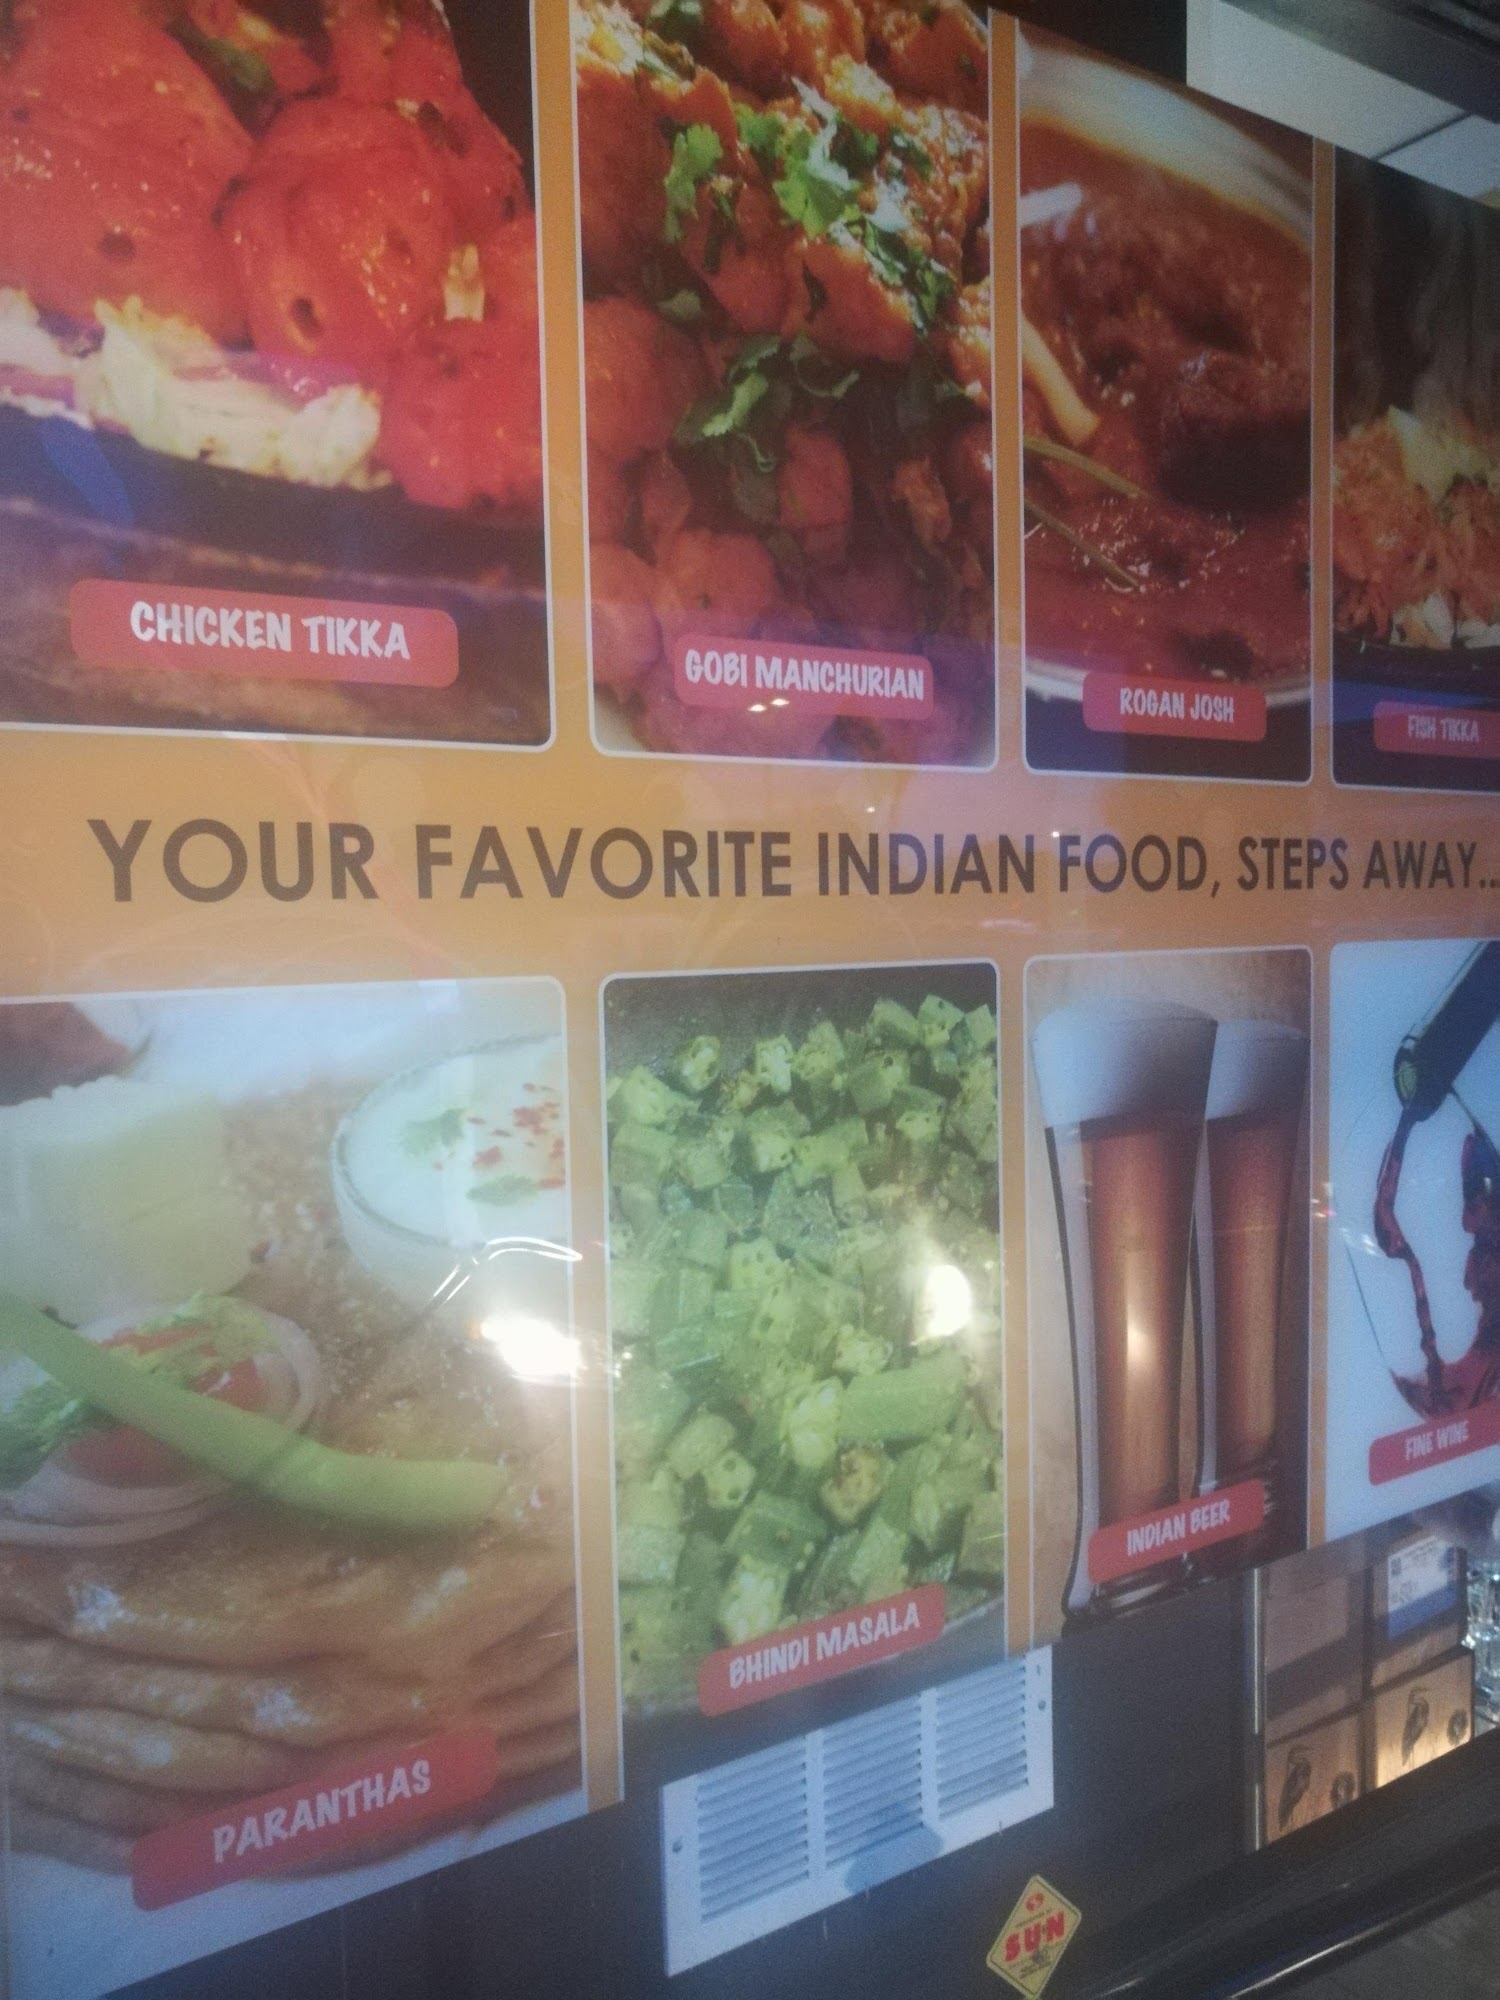 CHICKEN TIKKA
GOBI MANCHURIAN
ROGAN JOSH
FISH TIKKA
YOUR FAVORITE INDIAN FOOD, STEPS AWAY...
PARANTHAS
BHINDI MASALA
INDIAN BEER
FINE WINE
SUN